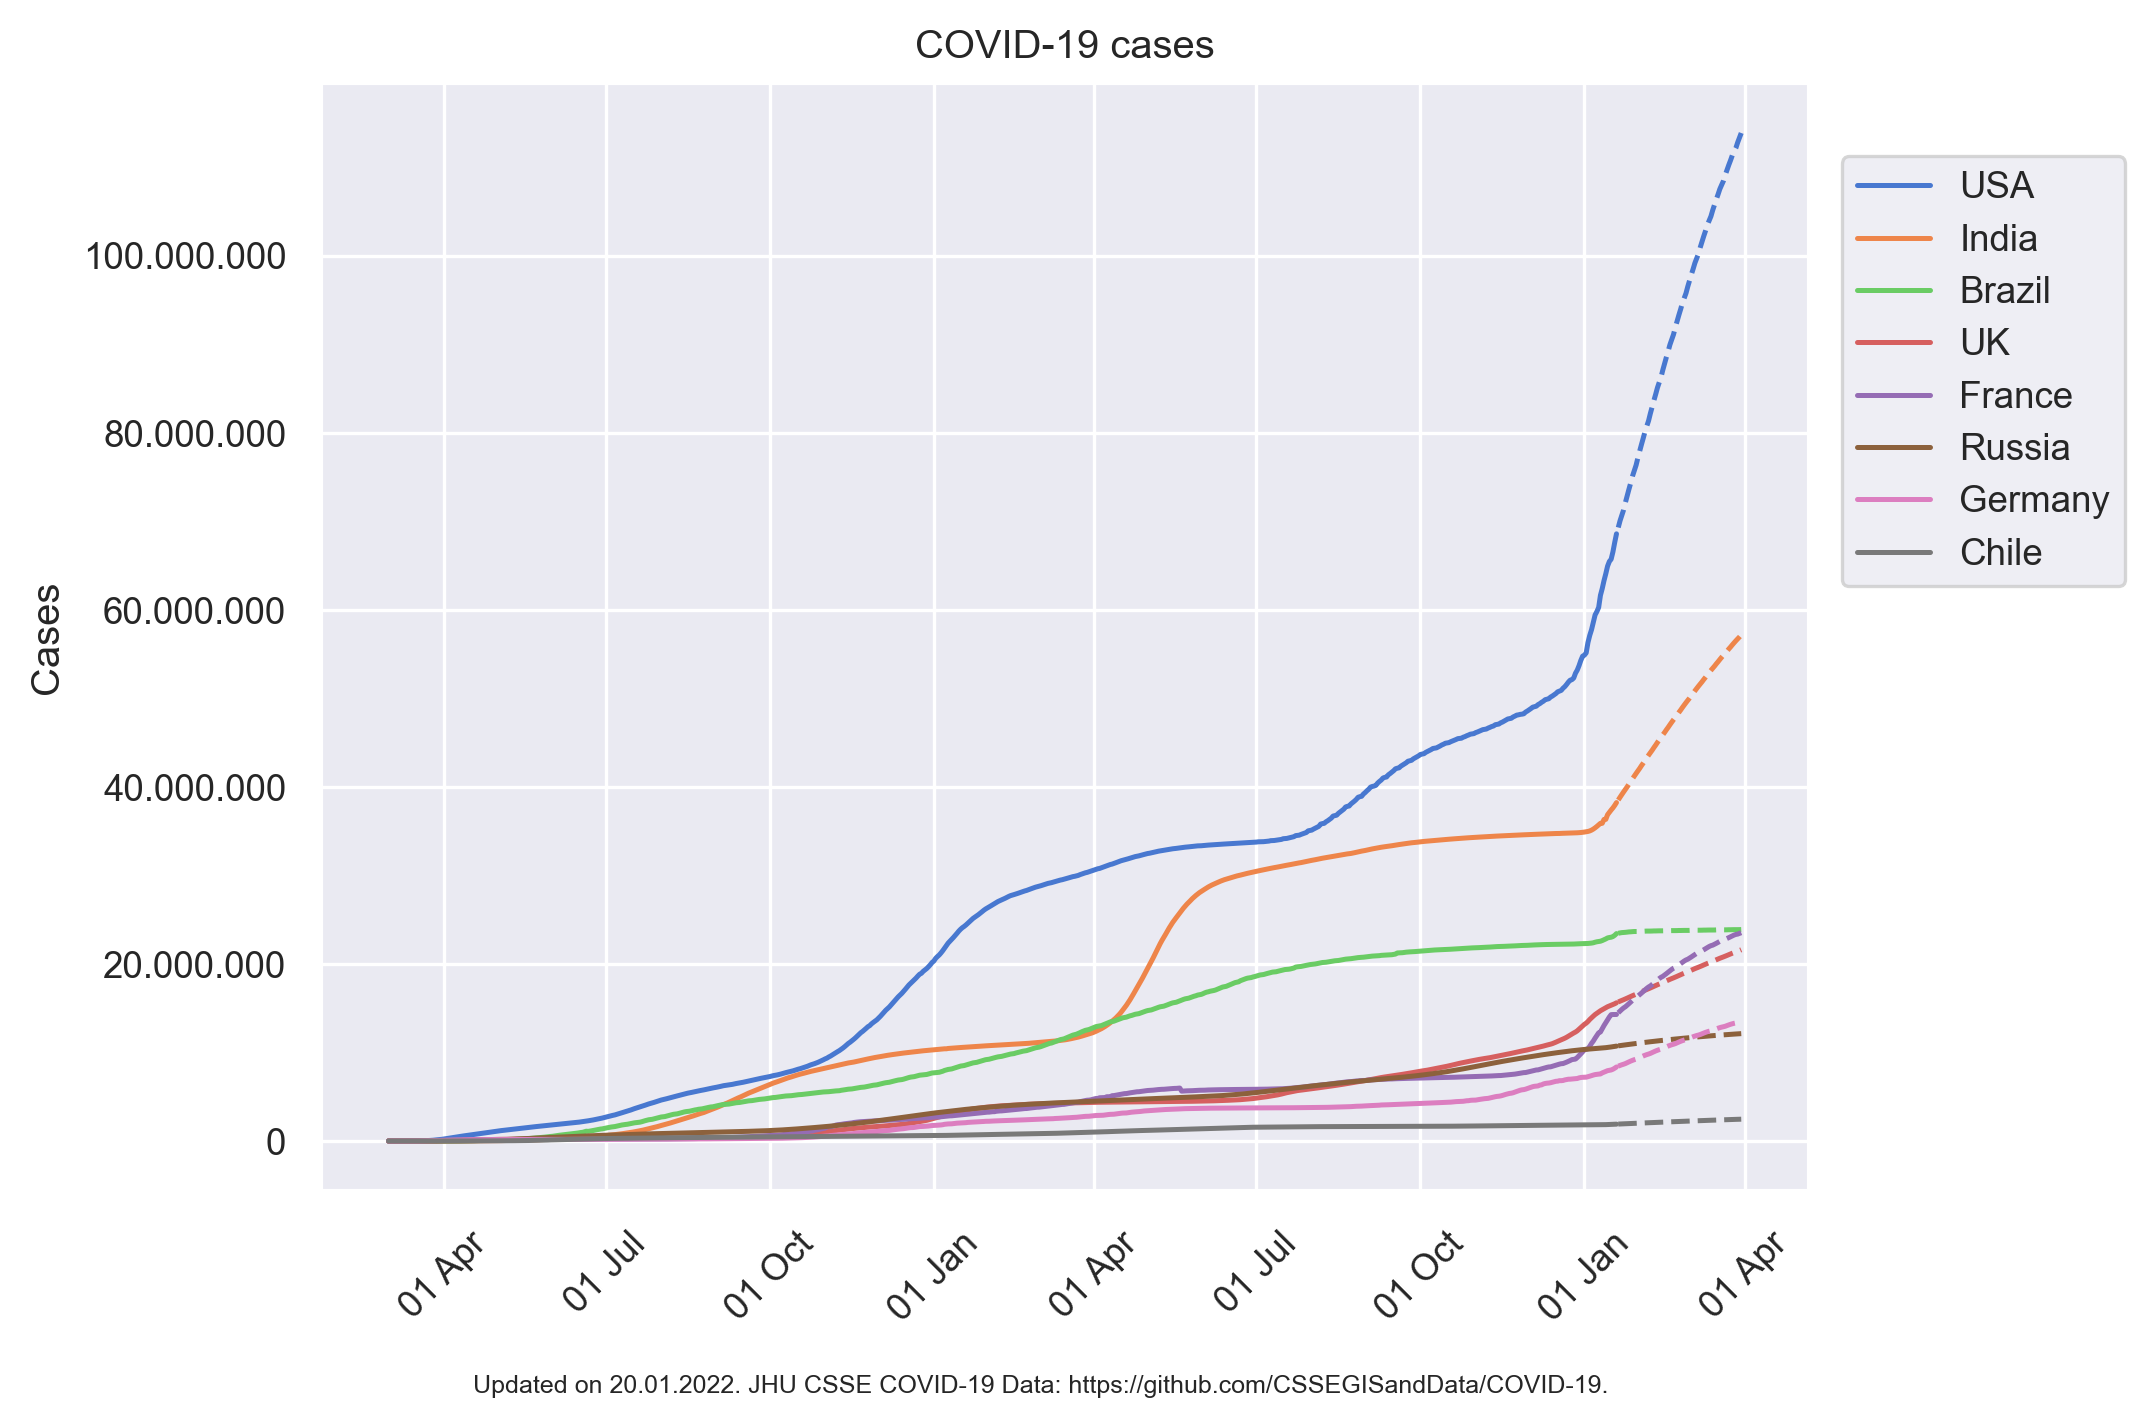 COVID-19 cases
100.000.000
80.000.000
60.000.000
40.000.000
20.000.000
0
Cases
01 Apr
01 Jul
01 Oct
01 Jan
01 Apr
01 Jul
01 Oct
01 Jan
01 Apr
USA
India
Brazil
UK
France
Russia
Germany
Chile
Updated on 20.01.2022. JHU CSSE COVID-19 Data: https://github.com/CSSEGISandData/COVID-19.